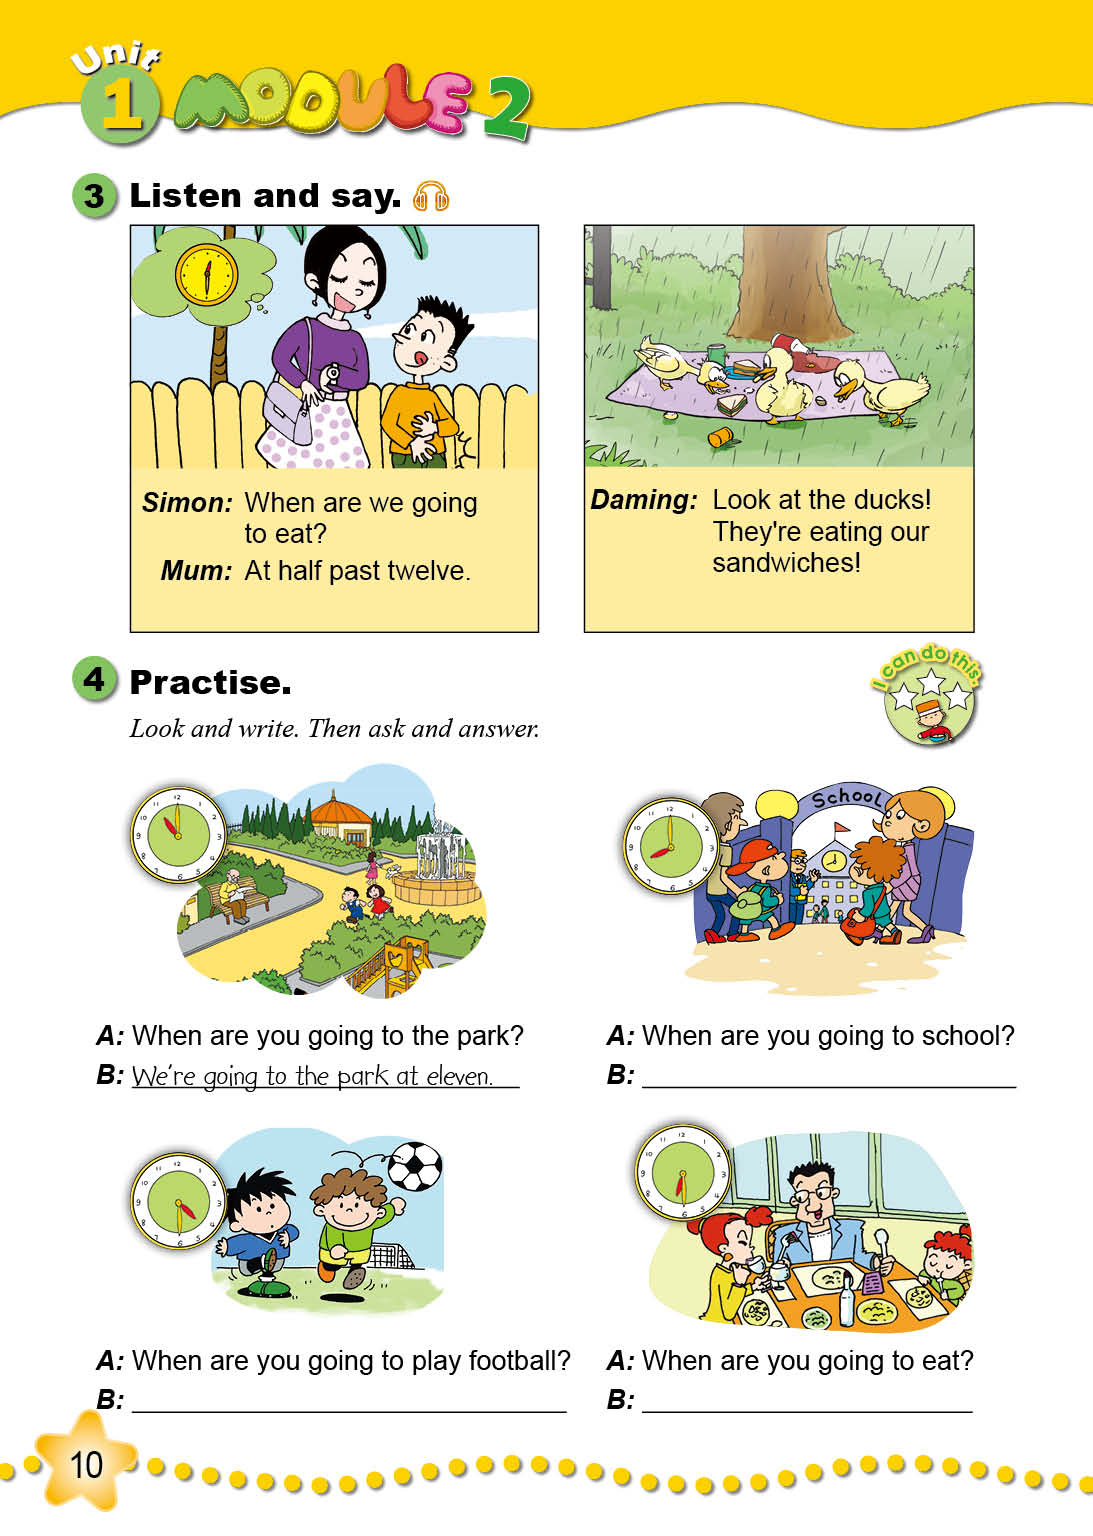 Unit
1 MODULE 2
3 Listen and say.
Simon: When are we going
to eat?
Mum: At half past twelve.
Daming: Look at the ducks!
They're eating our
sandwiches!
4 Practise.
I can do this.
Look and write. Then ask and answer.
School
A: When are you going to the park?
B: We're going to the park at eleven.
A: When are you going to school?
B:
A: When are you going to play football?
B:
A: When are you going to eat?
B:
10